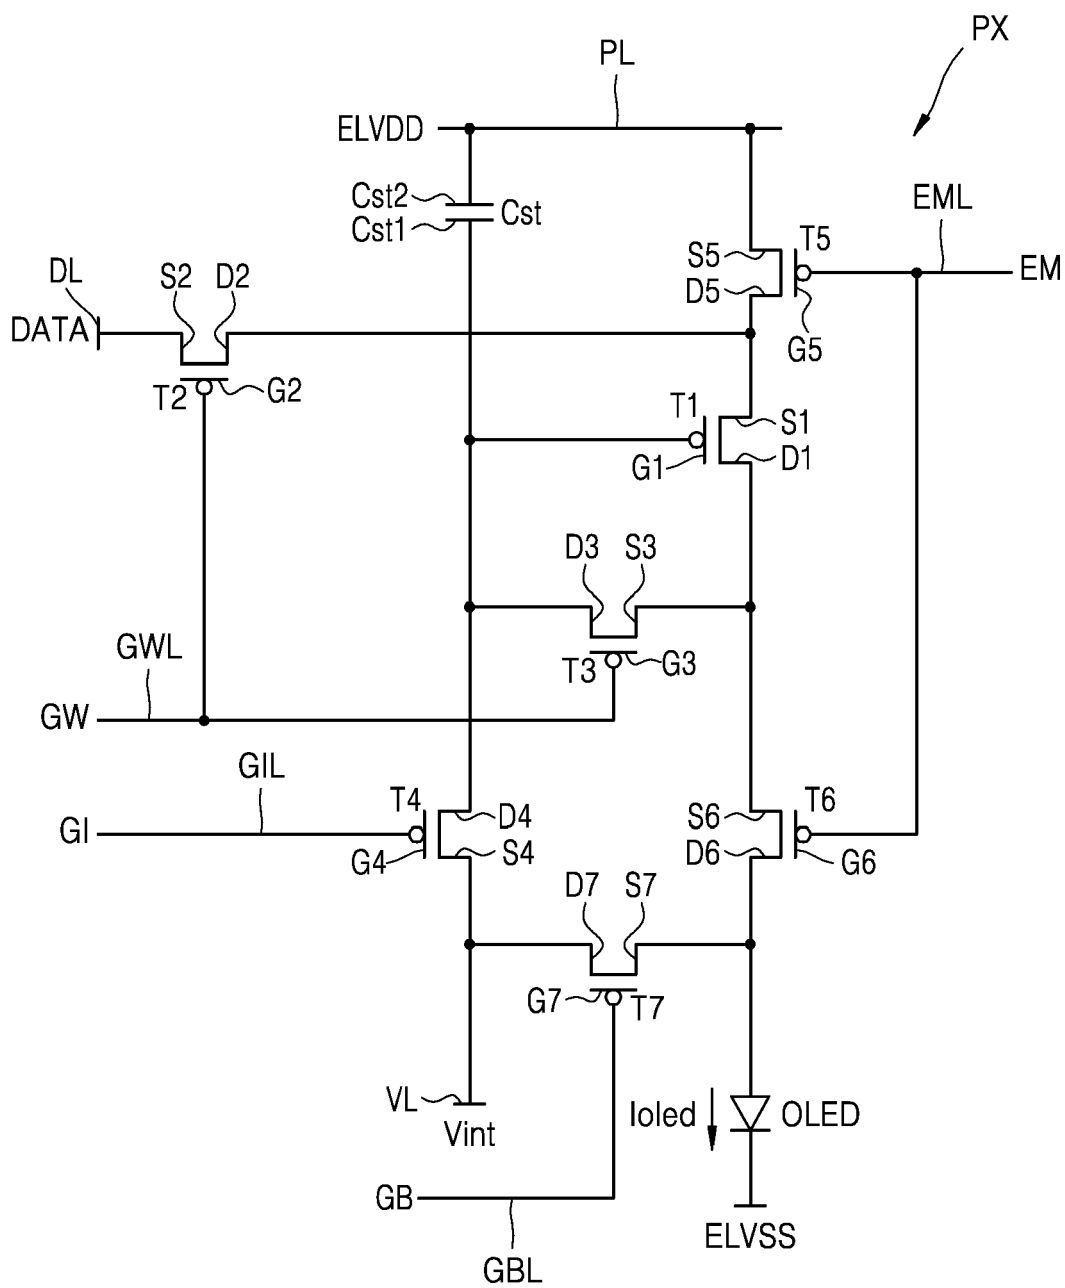 PX
PL
ELVDD
Cst2
Cst1
Cst
EML
T5
S5
D5
EM
G5
DL
S2
D2
DATA
T2
G2
T1
S1
G1
D1
D3
S3
GWL
T3
G3
GW
GIL
T4
D4
GI
G4
S4
S6
T6
D6
G6
D7
S7
G7
T7
VL
Vint
Ioled
OLED
GB
ELVSS
GBL